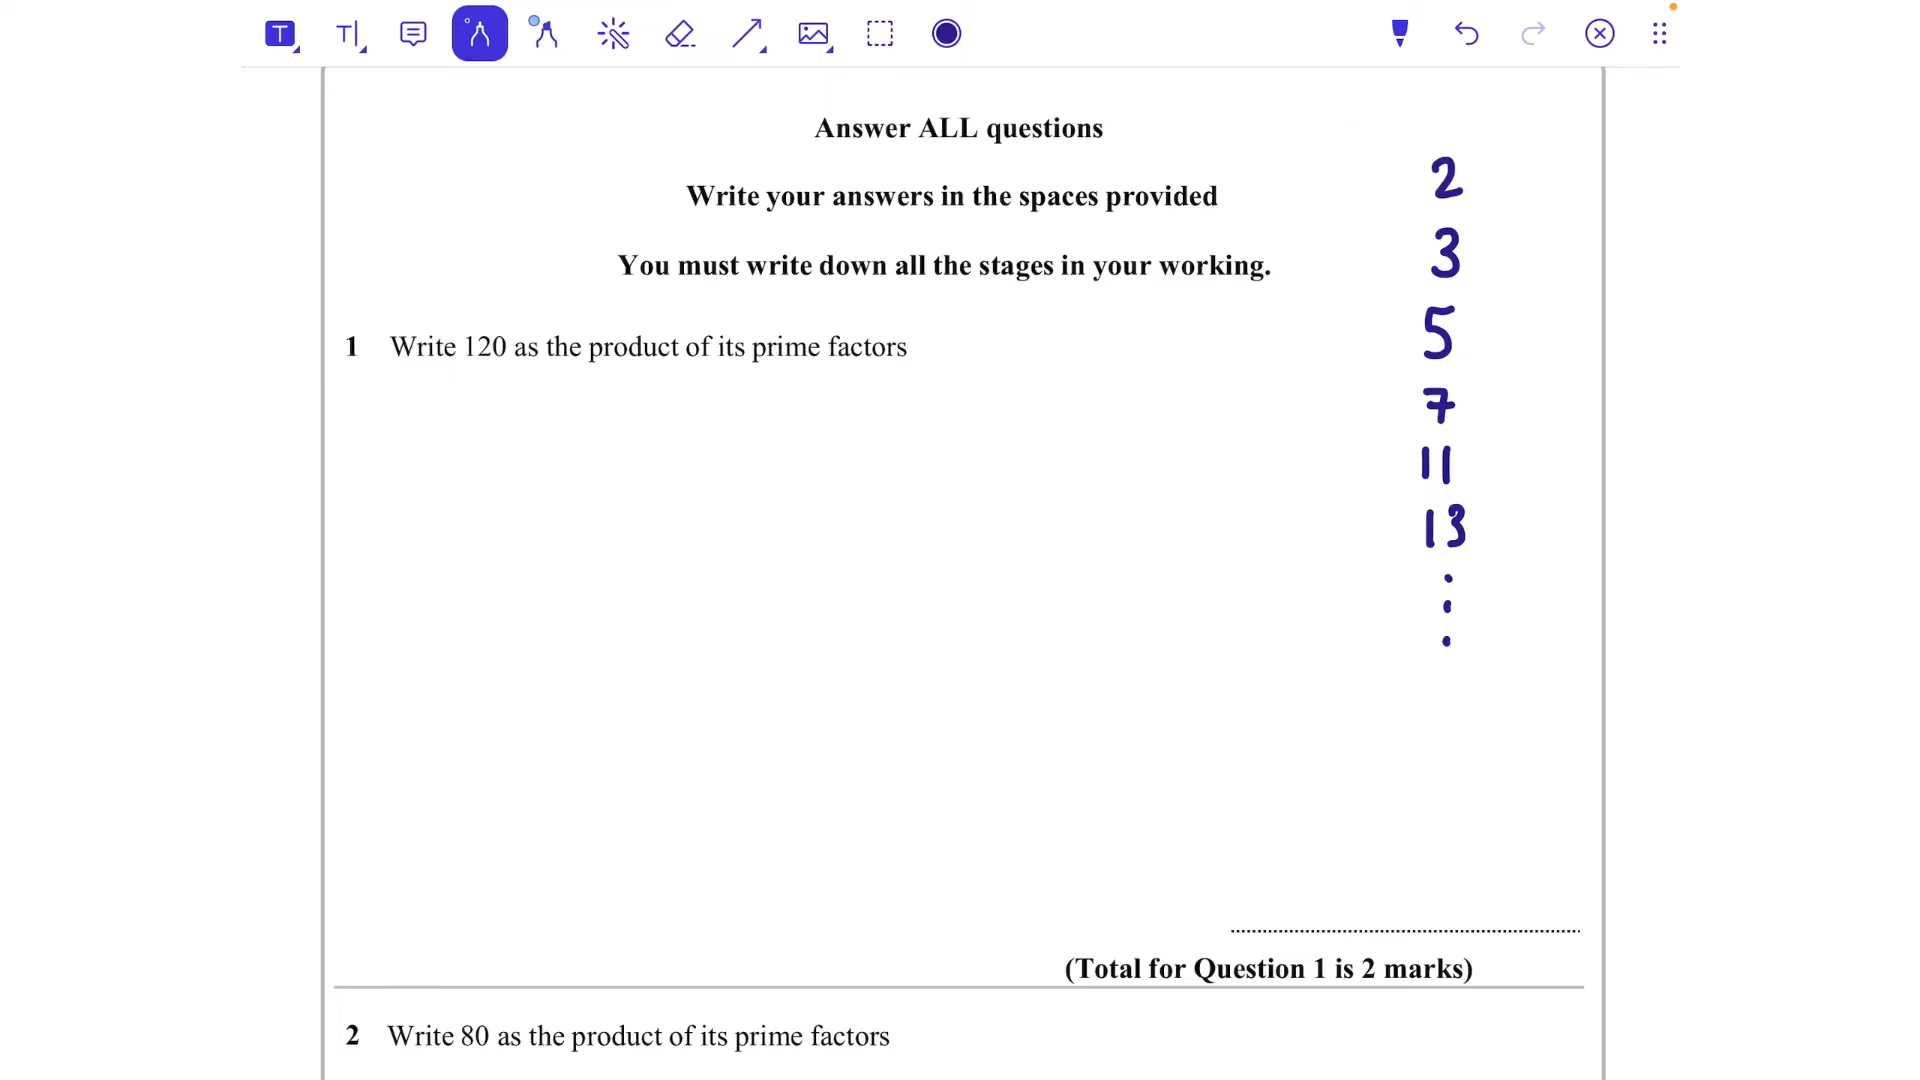 Answer ALL questions
Write your answers in the spaces provided
You must write down all the stages in your working.
1 Write 120 as the product of its prime factors
2
3
5
7
11
13
(Total for Question 1 is 2 marks)
2 Write 80 as the product of its prime factors